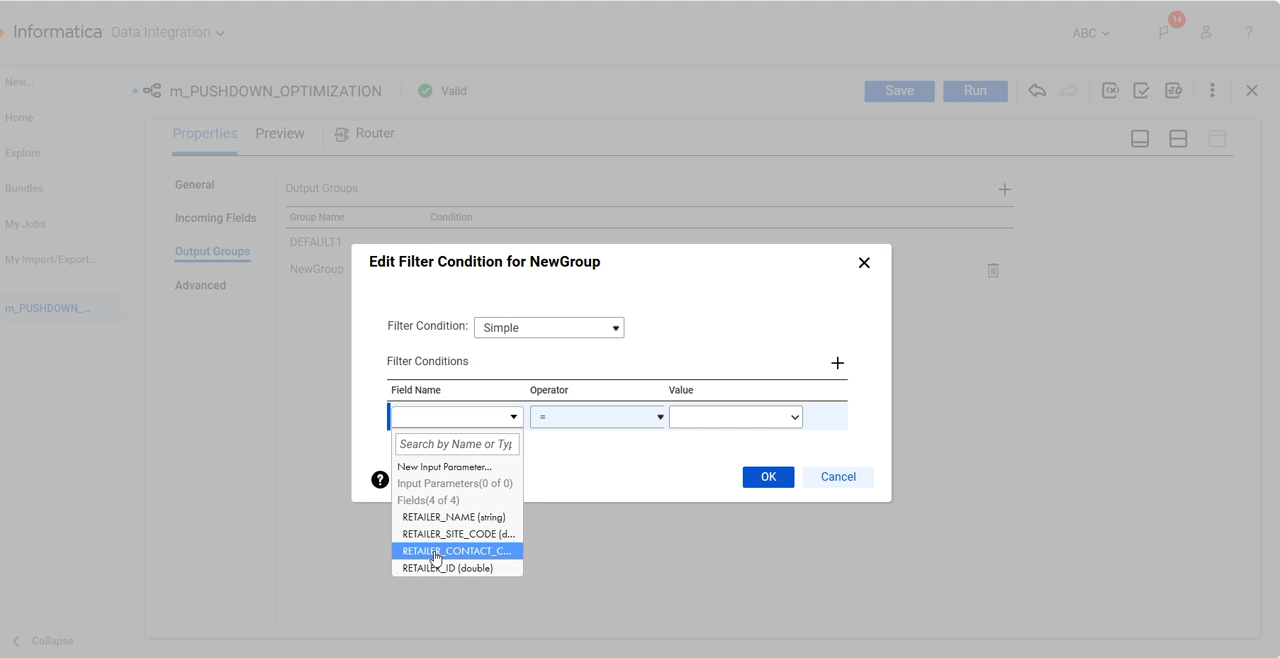 Informatica Data Integration ABC 14 ?
New...
Home
Explore
Bundles
My Jobs
My Import/Export...
m_PUSHDOWN_...
Collapse
m_PUSHDOWN_OPTIMIZATION Valid Save Run
Properties Preview Router
General
Incoming Fields
Output Groups
Advanced
Output Groups
Group Name Condition
DEFAULT1
NewGroup
Edit Filter Condition for NewGroup
Filter Condition: Simple
Filter Conditions
Field Name Operator Value
=
Search by Name or Typ
New Input Parameter...
Input Parameters(0 of 0)
Fields(4 of 4)
RETAILER_NAME (string)
RETAILER_SITE_CODE (d...
RETAILER_CONTACT_C...
RETAILER_ID (double)
? OK Cancel